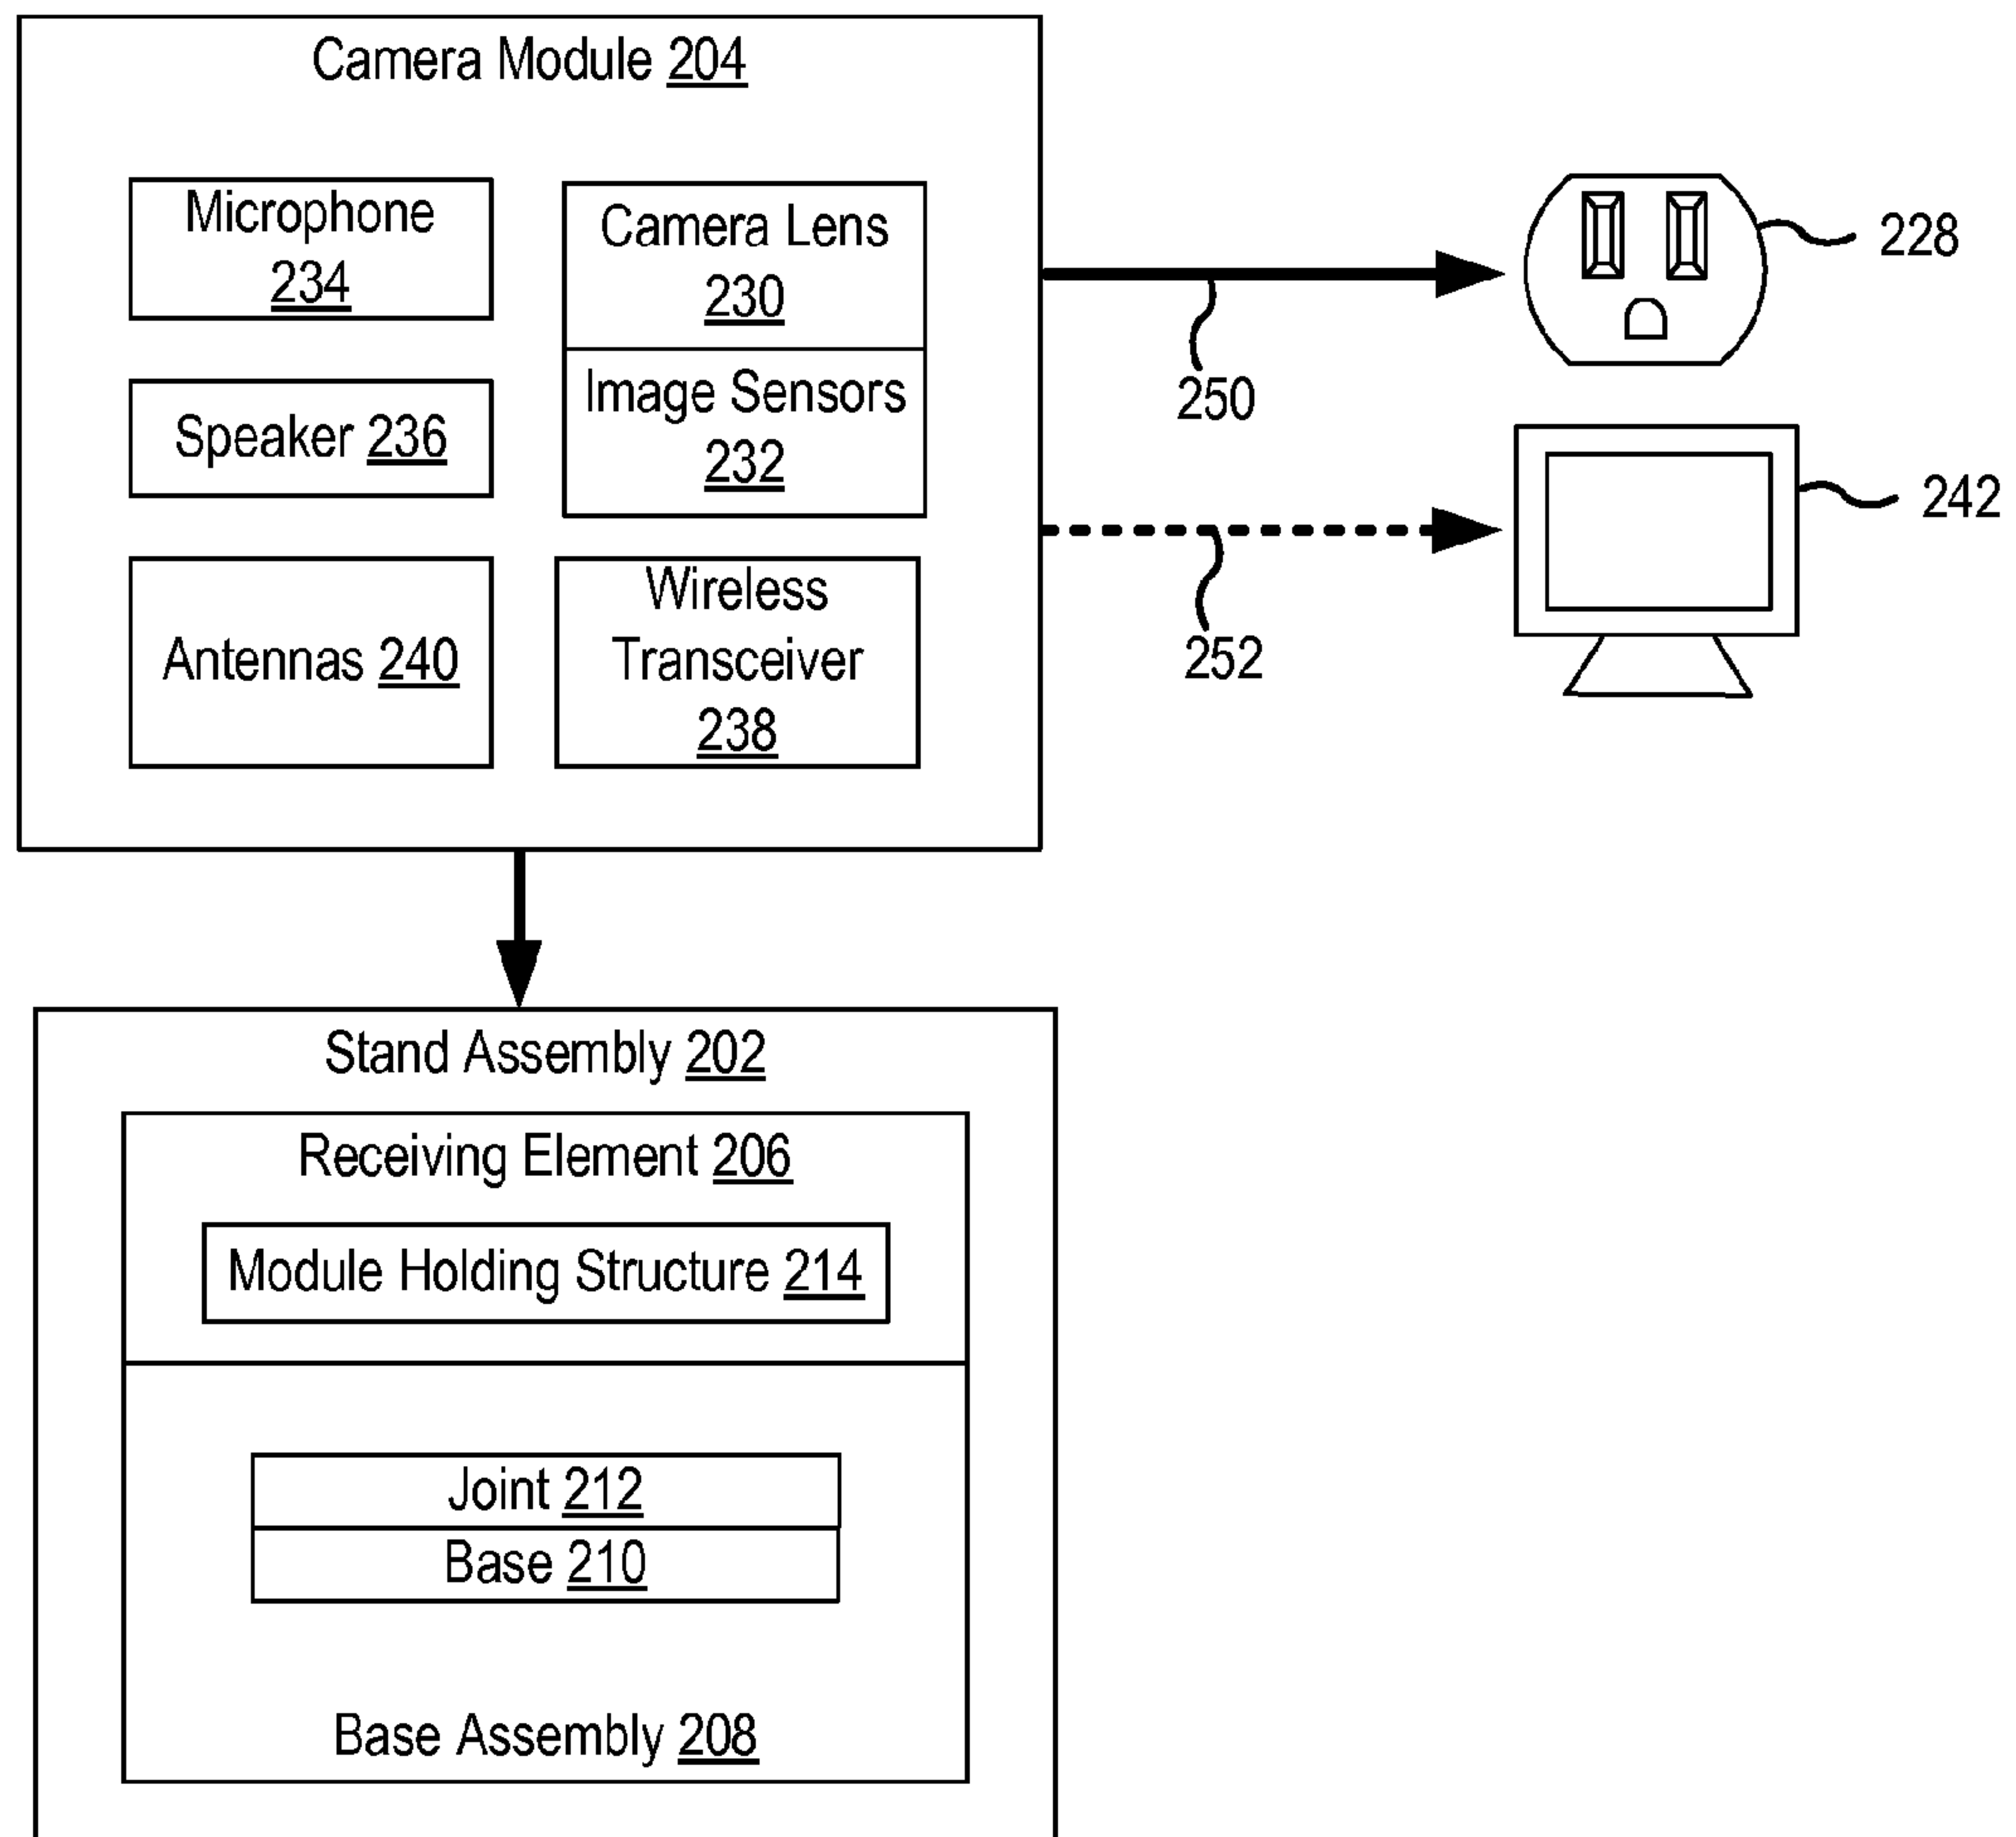 Camera Module 204
Microphone
234
Camera Lens
230
Image Sensors
232
Speaker 236
Antennas 240
Wireless
Transceiver
238
228
250
242
252
Stand Assembly 202
Receiving Element 206
Module Holding Structure 214
Joint 212
Base 210
Base Assembly 208